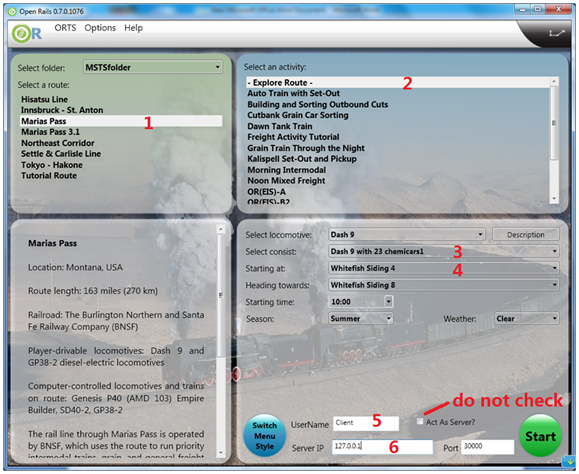 Open Rails 0.7.0.1076
OR ORTS Options Help
Select folder: MSTSfolder
Select a route:
Hisatsu Line
Innsbruck - St. Anton
Marias Pass 1
Marias Pass 3.1
Northeast Corridor
Settle & Carlisle Line
Tokyo - Hakone
Tutorial Route
Select an activity:
- Explore Route - 2
Auto Train with Set-Out
Building and Sorting Outbound Cuts
Cutbank Grain Car Sorting
Dawn Tank Train
Freight Activity Tutorial
Grain Train Through the Night
Kalispell Set-Out and Pickup
Morning Intermodal
Noon Mixed Freight
OR(EIS)-A
OR(EIS)-B2
Marias Pass
Location: Montana, USA
Route length: 163 miles (270 km)
Railroad: The Burlington Northern and Santa
Fe Railway Company (BNSF)
Player-drivable locomotives: Dash 9 and
GP38-2 diesel-electric locomotives
Computer-controlled locomotives and trains
on route: Genesis P40 (AMD 103) Empire
Builder, SD40-2, GP38-2
The rail line through Marias Pass is operated
by BNSF, which uses the route to run priority
intermodal trains, grain, and general freight
Select locomotive: Dash 9 Description
Select consist: Dash 9 with 23 chemicars1 3
Starting at: Whitefish Siding 4 4
Heading towards: Whitefish Siding 8
Starting time: 10:00
Season: Summer Weather: Clear
do not check
Switch
Menu
Style
UserName Client 5 Act As Server?
Server IP 127.0.0.1 6 Port 30000
Start